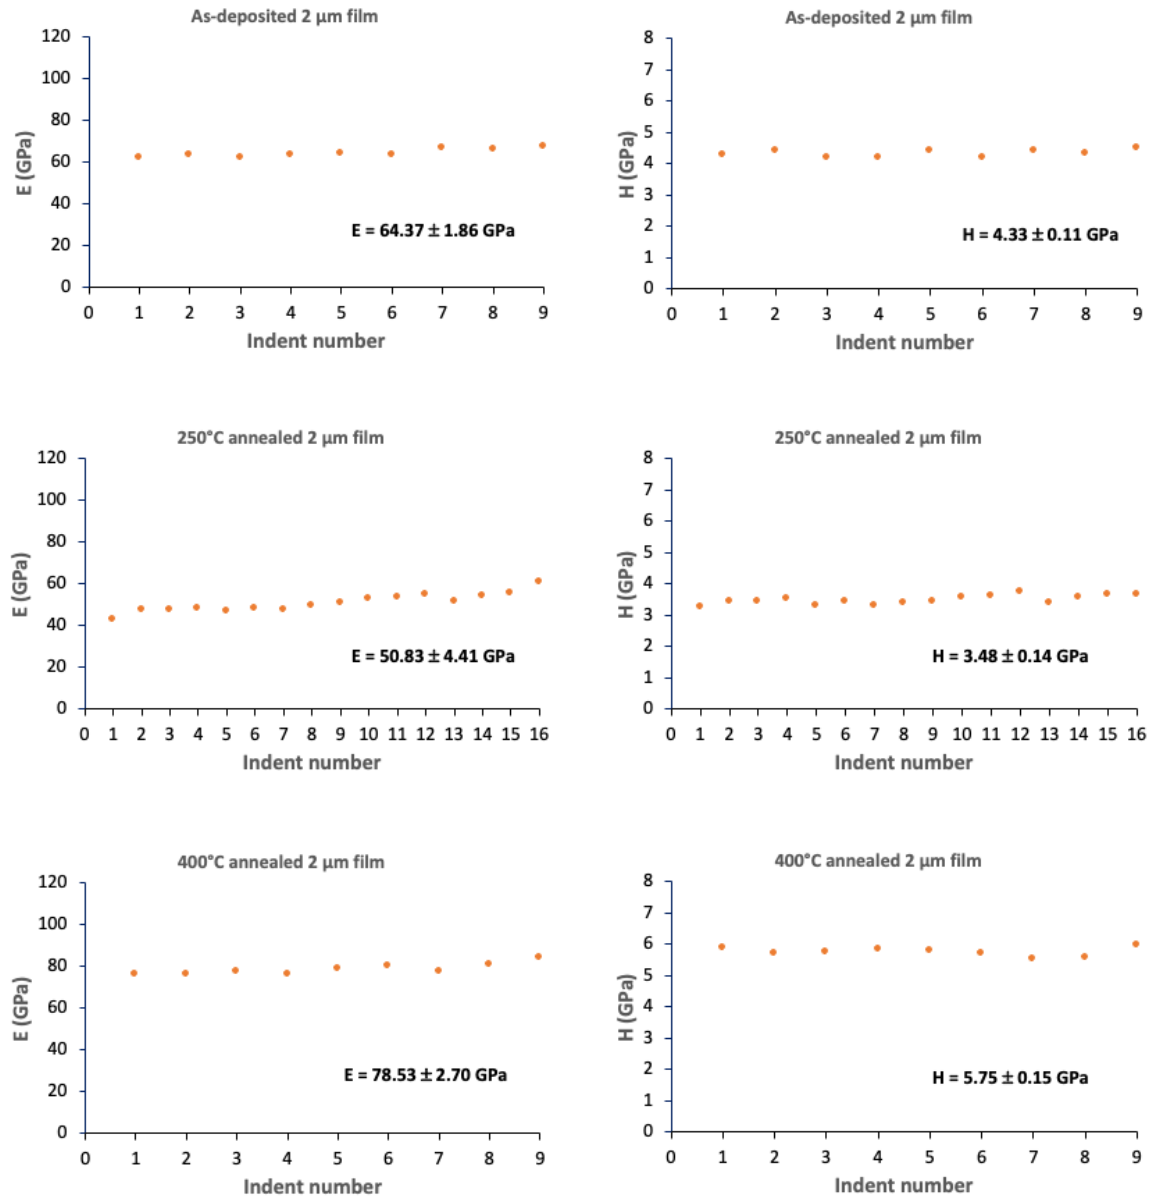 As-deposited 2 µm film
120
100
80
60
40
20
0
E (GPa)
E = 64.37 ± 1.86 GPa
0 1 2 3 4 5 6 7 8 9
Indent number
As-deposited 2 µm film
8
7
6
5
4
3
2
1
0
H (GPa)
H = 4.33 ± 0.11 GPa
0 1 2 3 4 5 6 7 8 9
Indent number
250°C annealed 2 µm film
120
100
80
60
40
20
0
E (GPa)
E = 50.83 ± 4.41 GPa
0 1 2 3 4 5 6 7 8 9 10 11 12 13 14 15 16
Indent number
250°C annealed 2 µm film
8
7
6
5
4
3
2
1
0
H (GPa)
H = 3.48 ± 0.14 GPa
0 1 2 3 4 5 6 7 8 9 10 11 12 13 14 15 16
Indent number
400°C annealed 2 µm film
120
100
80
60
40
20
0
E (GPa)
E = 78.53 ± 2.70 GPa
0 1 2 3 4 5 6 7 8 9
Indent number
400°C annealed 2 µm film
8
7
6
5
4
3
2
1
0
H (GPa)
H = 5.75 ± 0.15 GPa
0 1 2 3 4 5 6 7 8 9
Indent number